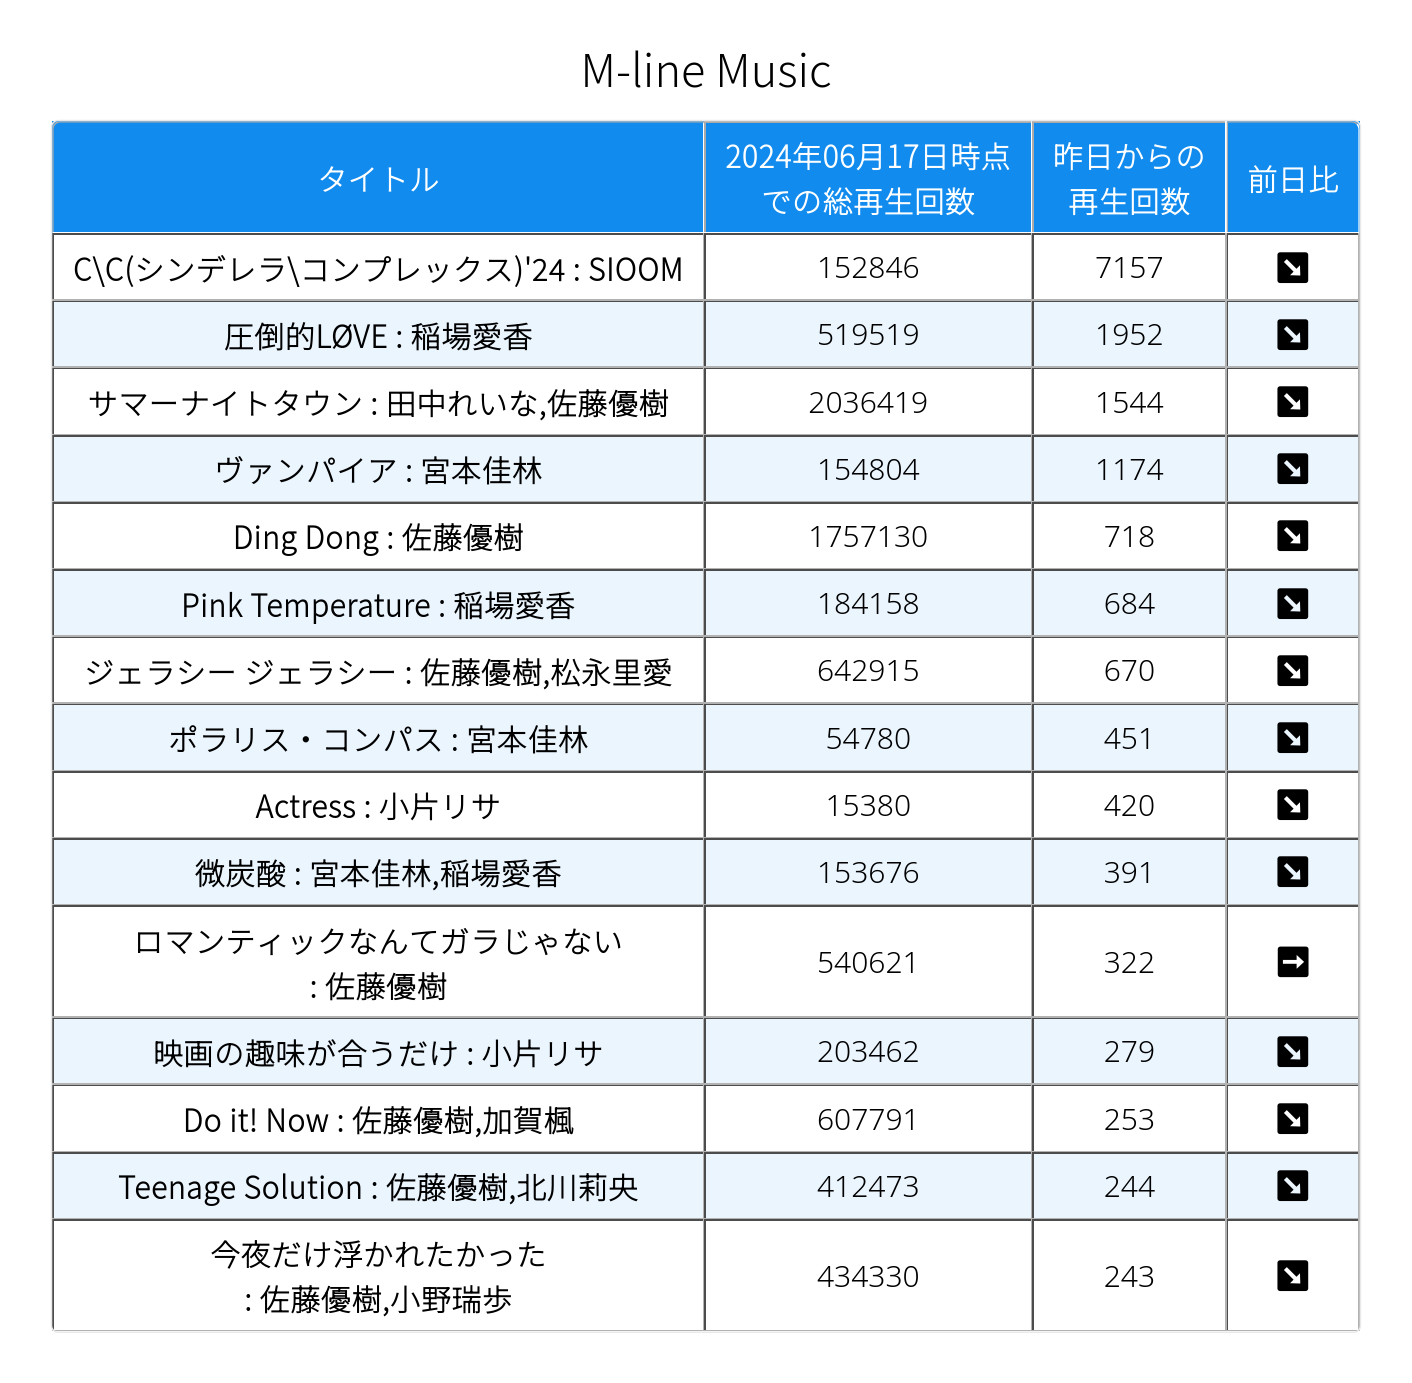 M-line Music
タイトル
2024年06月17日時点
での総再生回数
昨日からの
再生回数
前日比
C\C(シンデレラ\コンプレックス)'24 : SIOOM 152846 7157 ↘
圧倒的LØVE : 稲場愛香 519519 1952 ↘
サマーナイトタウン : 田中れいな,佐藤優樹 2036419 1544 ↘
ヴァンパイア : 宮本佳林 154804 1174 ↘
Ding Dong : 佐藤優樹 1757130 718 ↘
Pink Temperature : 稲場愛香 184158 684 ↘
ジェラシー ジェラシー : 佐藤優樹,松永里愛 642915 670 ↘
ポラリス・コンパス : 宮本佳林 54780 451 ↘
Actress : 小片リサ 15380 420 ↘
微炭酸 : 宮本佳林,稲場愛香 153676 391 ↘
ロマンティックなんてガラじゃない
: 佐藤優樹 540621 322 →
映画の趣味が合うだけ : 小片リサ 203462 279 ↘
Do it! Now : 佐藤優樹,加賀楓 607791 253 ↘
Teenage Solution : 佐藤優樹,北川莉央 412473 244 ↘
今夜だけ浮かれたかった
: 佐藤優樹,小野瑞歩 434330 243 ↘